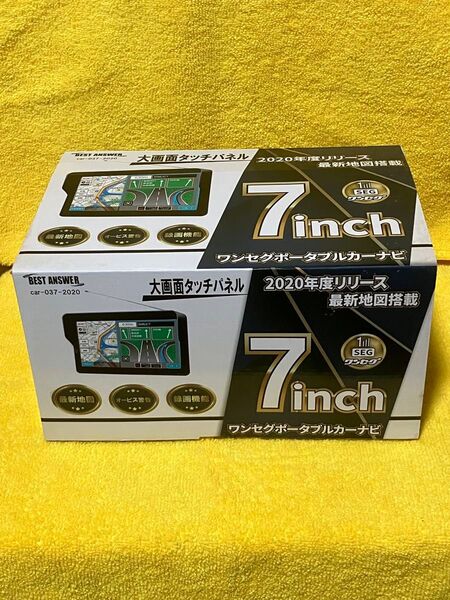 BEST ANSWER
car-037-2020
大画面タッチパネル
2020年度リリース
最新地図搭載
7inch
1
SEG
ワンセグ
最新地図
オービス警告
録画機能
ワンセグポータブルカーナビ
BEST ANSWER
car-037-2020
大画面タッチパネル
2020年度リリース
最新地図搭載
7inch
1
SEG
ワンセグ
最新地図
オービス警告
録画機能
ワンセグポータブルカーナビ